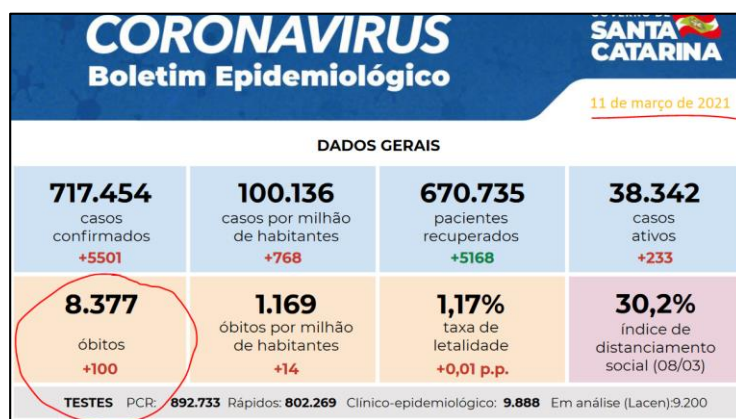 CORONAVÍRUS
Boletim Epidemiológico
GOVERNO DE
SANTA
CATARINA
11 de março de 2021
DADOS GERAIS
717.454
casos
confirmados
+5501
100.136
casos por milhão
de habitantes
+768
670.735
pacientes
recuperados
+5168
38.342
casos
ativos
+233
8.377
óbitos
+100
1.169
óbitos por milhão
de habitantes
+14
1,17%
taxa de
letalidade
+0,01 p.p.
30,2%
índice de
distanciamento
social (08/03)
TESTES PCR: 892.733 Rápidos: 802.269 Clínico-epidemiológico: 9.888 Em análise (Lacen):9.200